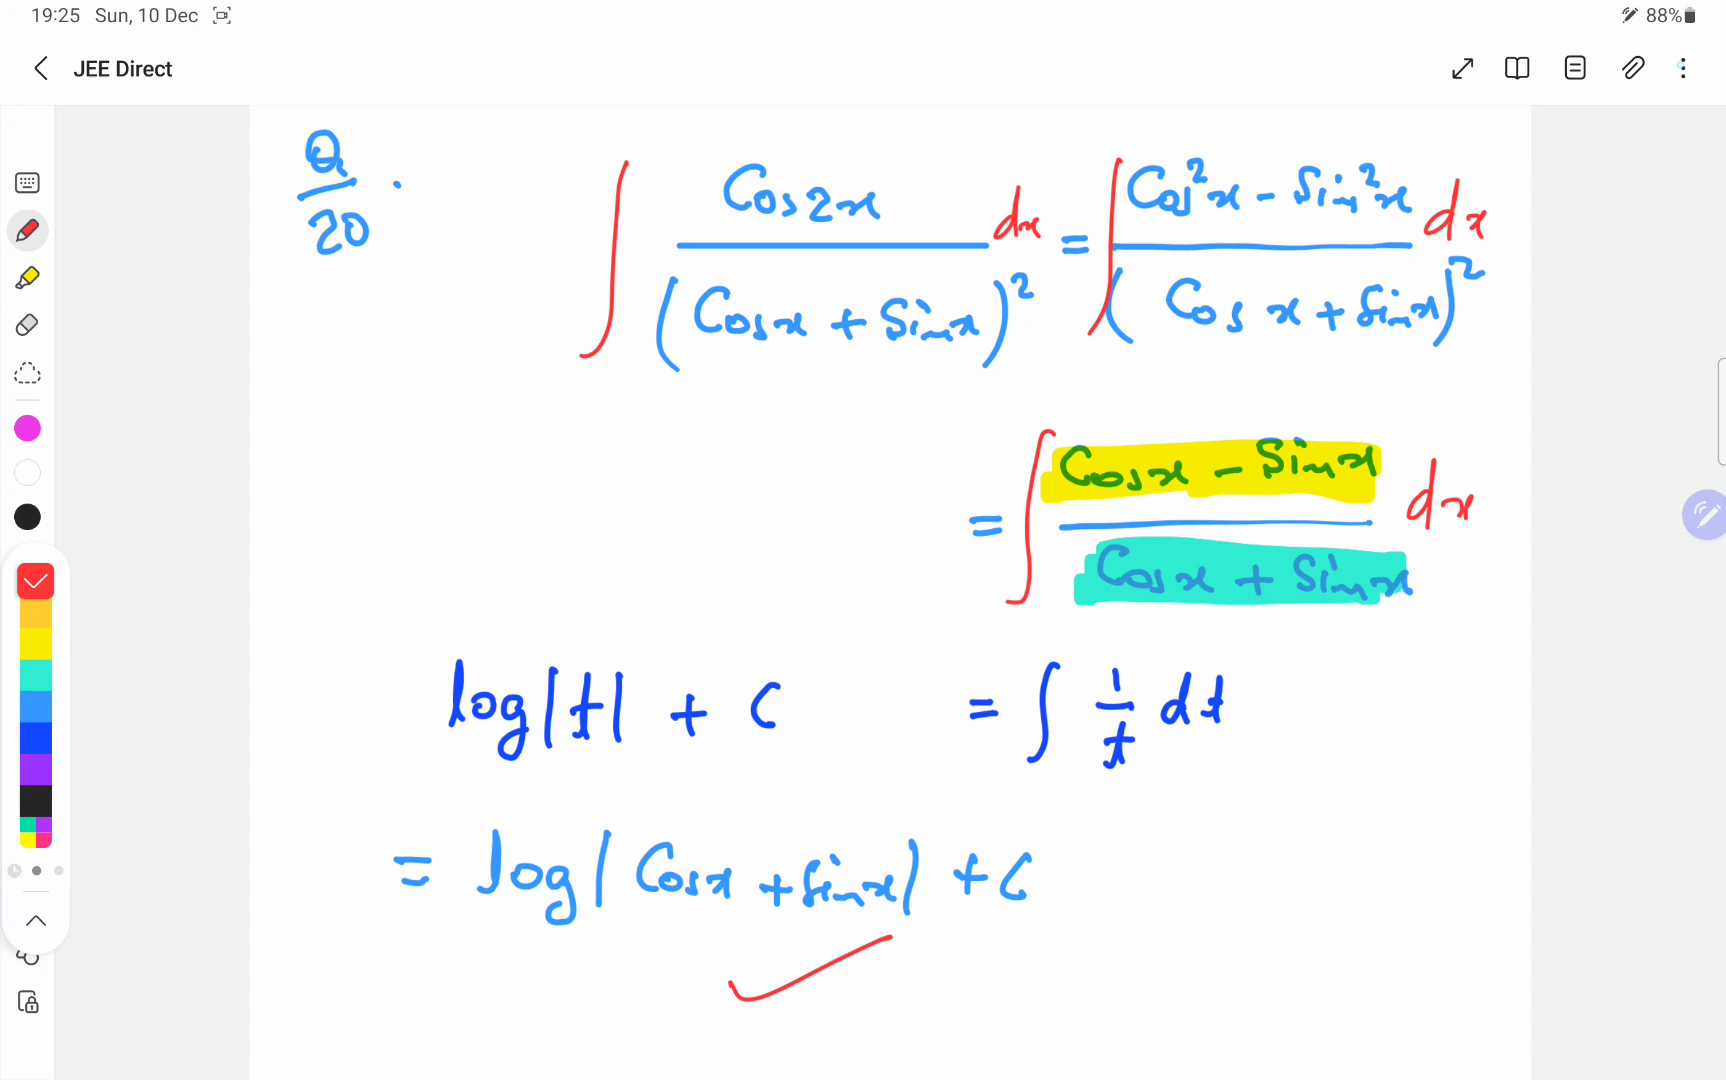 19:25 Sun, 10 Dec 88%
JEE Direct
Q/20. ∫ Cos2x/(Cosx + Sinx)² dx = ∫ Cos²x - Sin²x/(Cos x + Sinx)² dx
= ∫ Cosx - Sinx/Cosx + Sinx dx
log|t| + C = ∫ 1/t dt
= log|Cosx + Sinx| + C